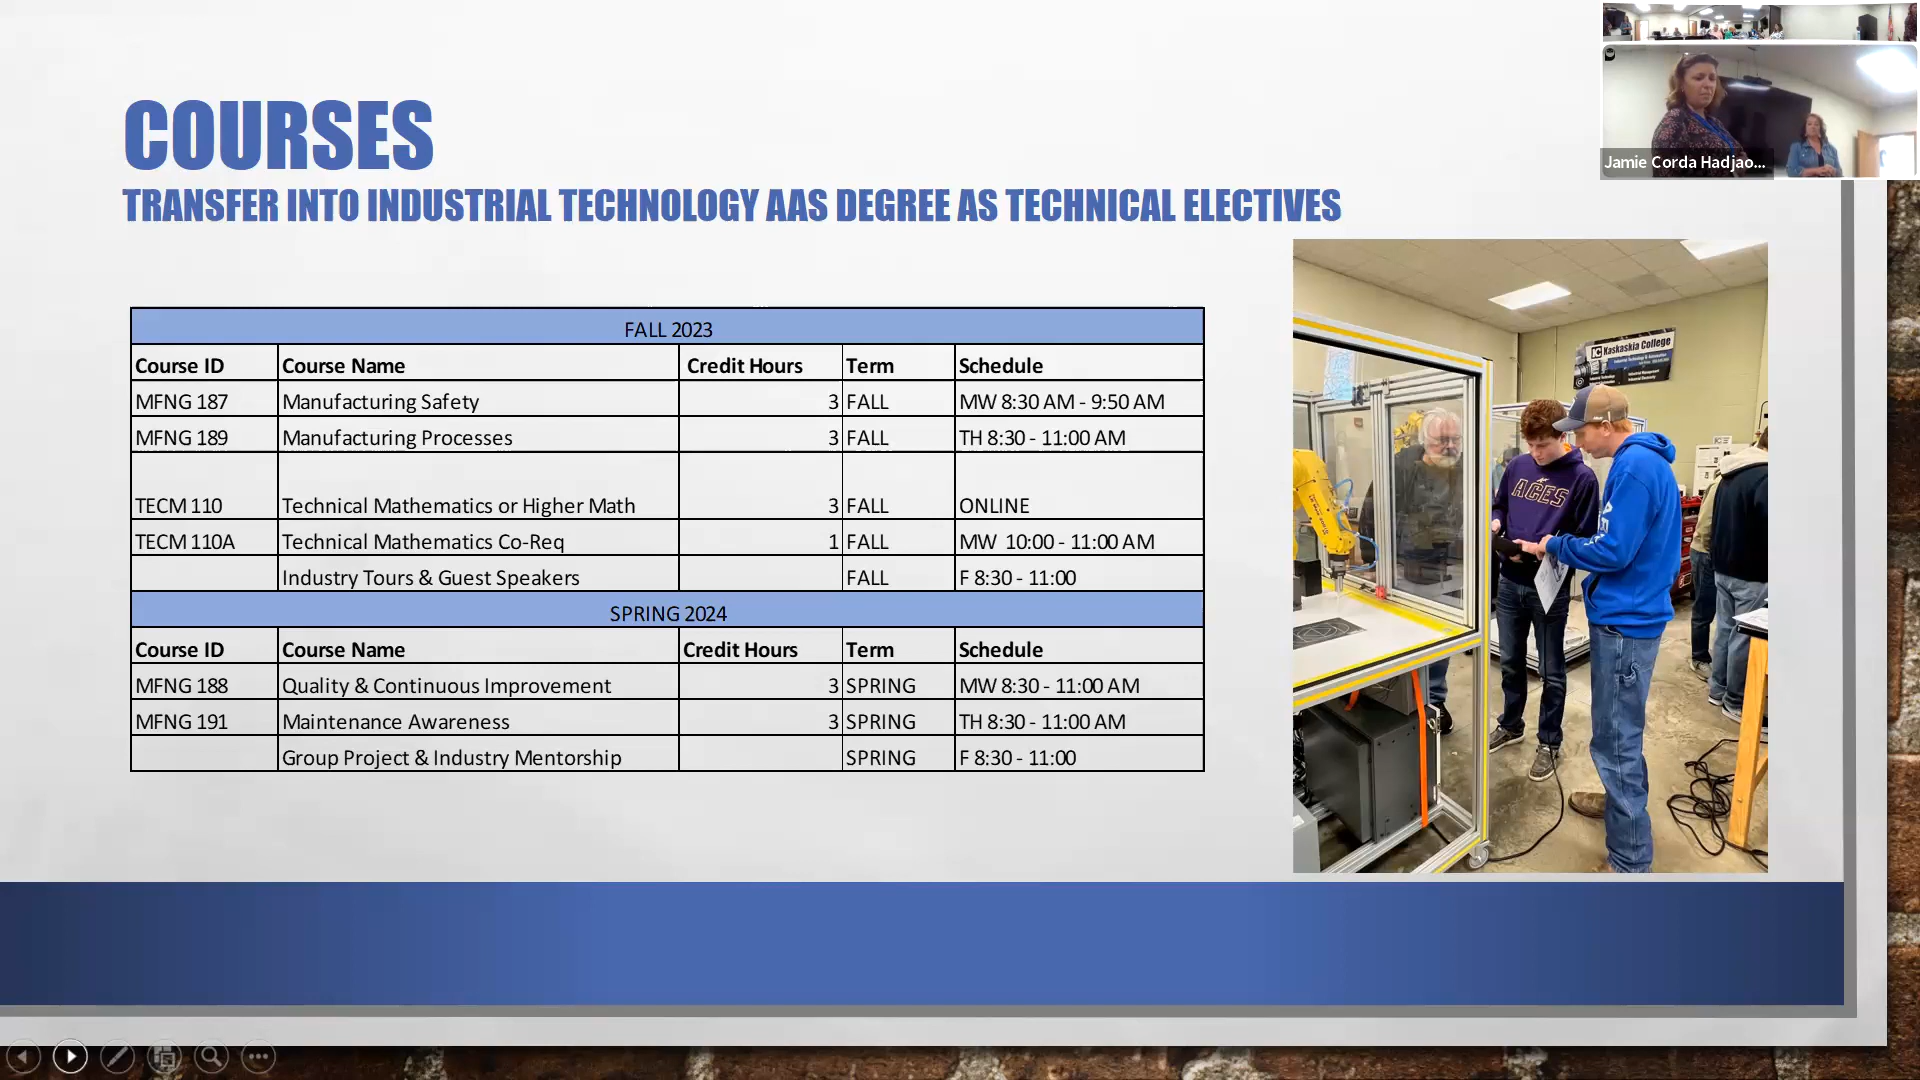 COURSES
TRANSFER INTO INDUSTRIAL TECHNOLOGY AAS DEGREE AS TECHNICAL ELECTIVES
Jamie Corda Hadjao...
FALL 2023
Course ID Course Name Credit Hours Term Schedule
MFNG 187 Manufacturing Safety 3 FALL MW 8:30 AM - 9:50 AM
MFNG 189 Manufacturing Processes 3 FALL TH 8:30 - 11:00 AM
TECM 110 Technical Mathematics or Higher Math 3 FALL ONLINE
TECM 110A Technical Mathematics Co-Req 1 FALL MW 10:00 - 11:00 AM
Industry Tours & Guest Speakers FALL F 8:30 - 11:00
SPRING 2024
Course ID Course Name Credit Hours Term Schedule
MFNG 188 Quality & Continuous Improvement 3 SPRING MW 8:30 - 11:00 AM
MFNG 191 Maintenance Awareness 3 SPRING TH 8:30 - 11:00 AM
Group Project & Industry Mentorship SPRING F 8:30 - 11:00
Kaskaskia College
ACES